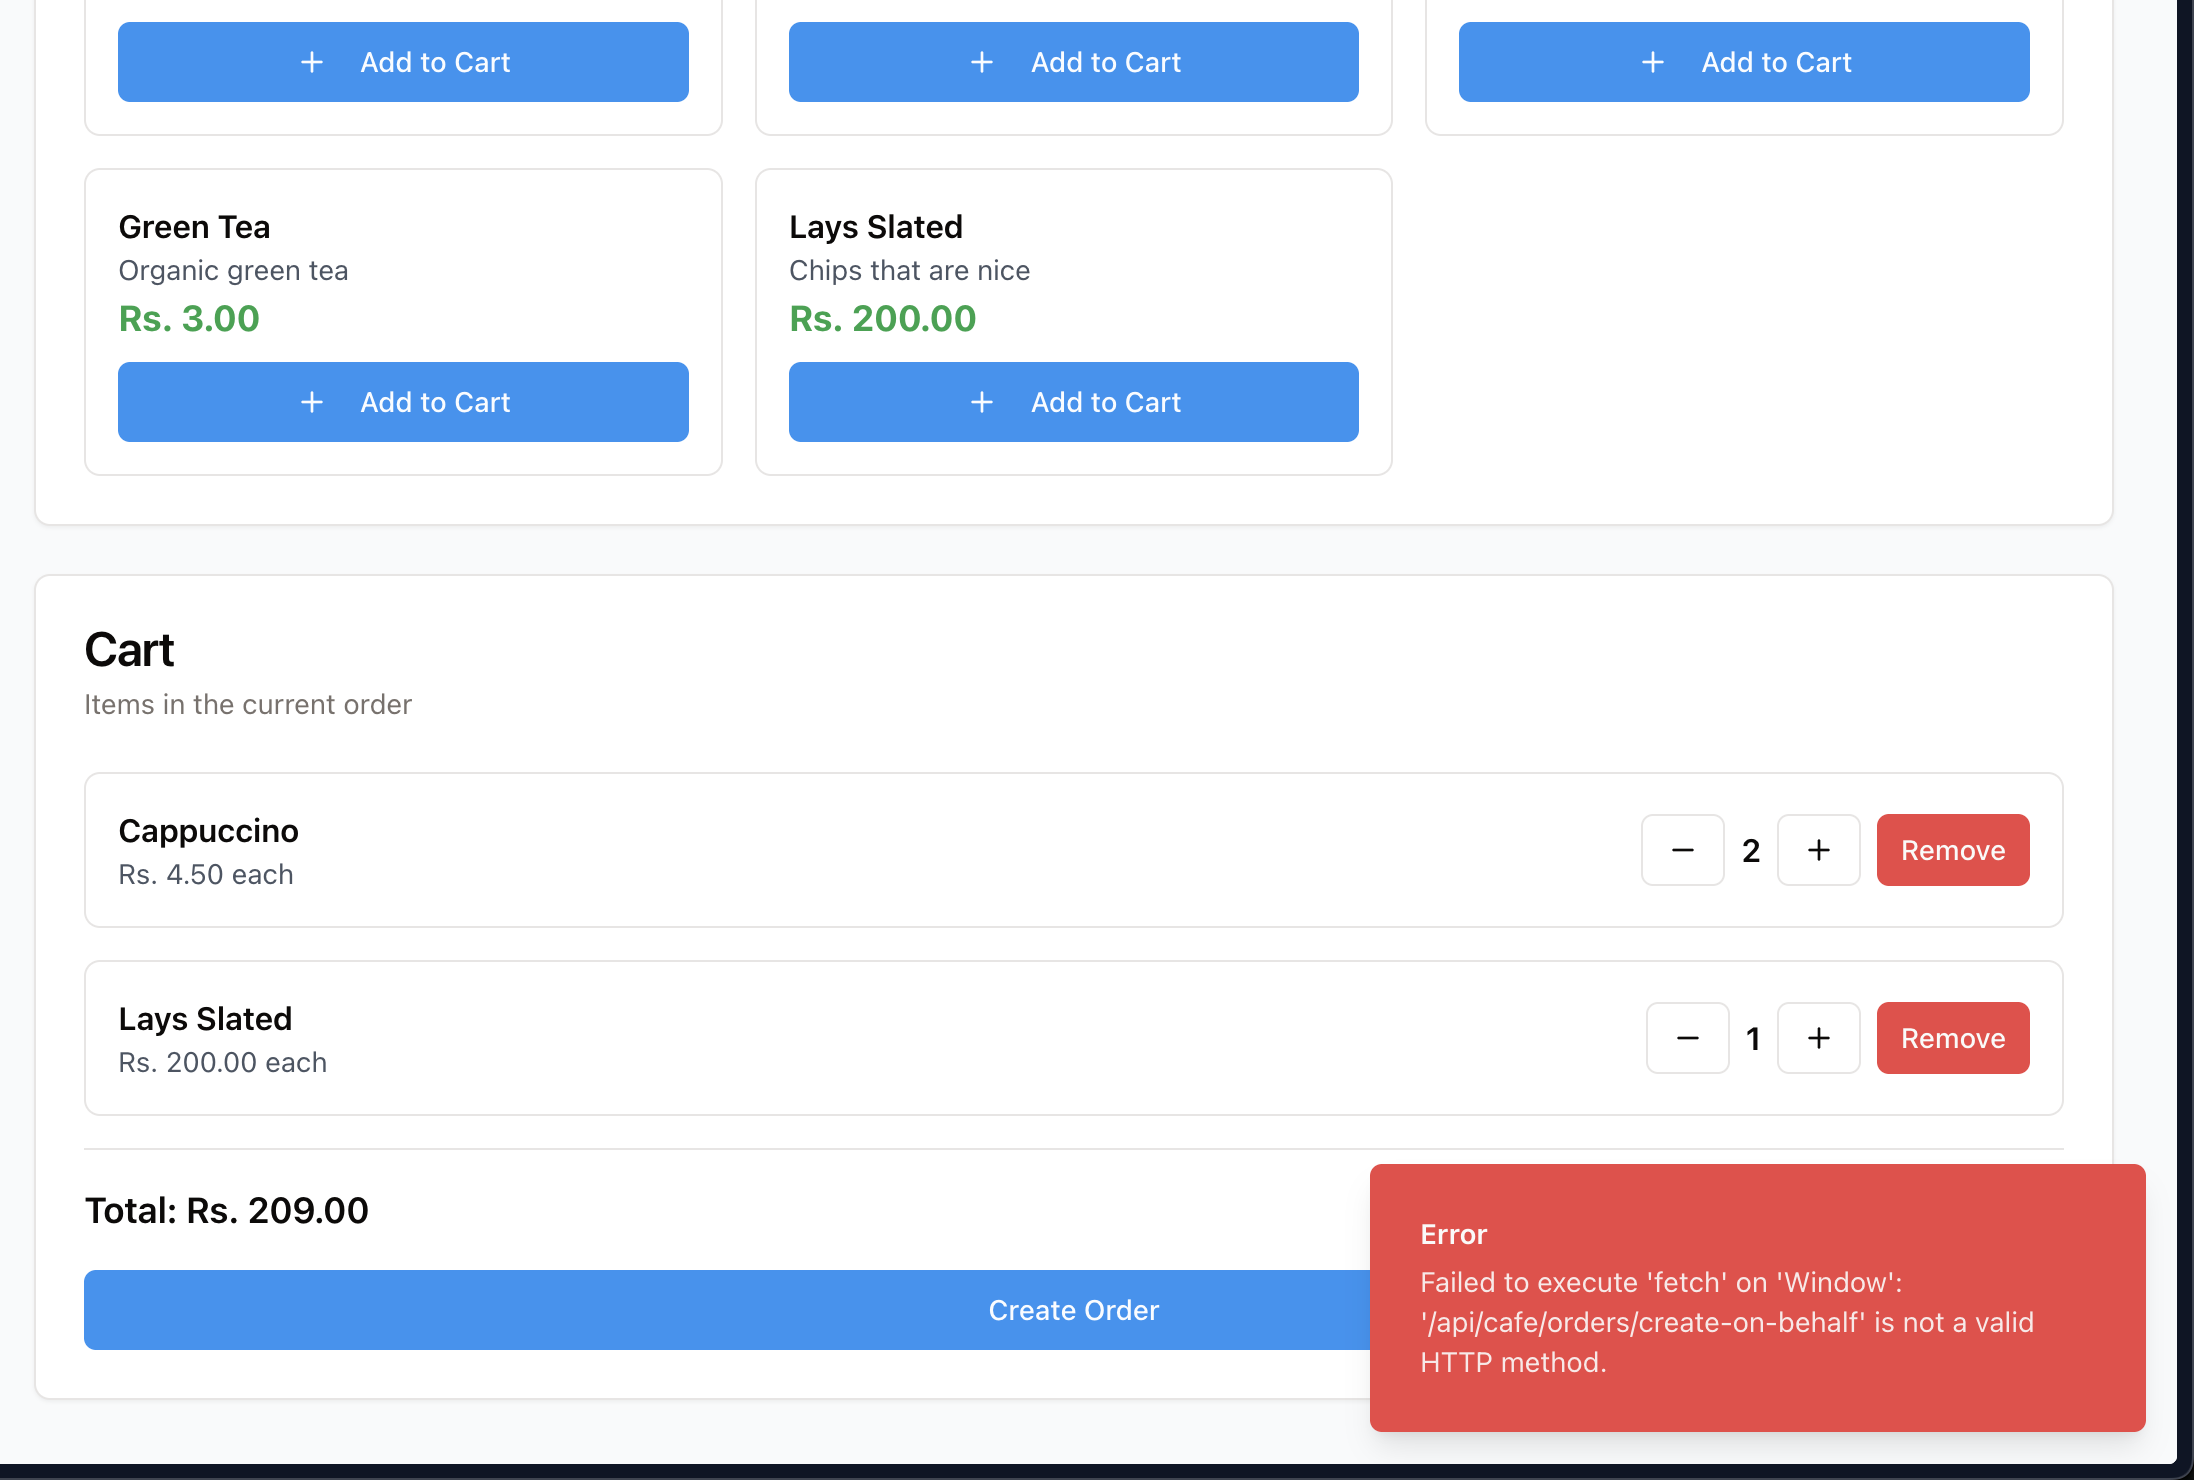 + Add to Cart
+ Add to Cart
+ Add to Cart
Green Tea
Organic green tea
Rs. 3.00
+ Add to Cart
Lays Slated
Chips that are nice
Rs. 200.00
+ Add to Cart
Cart
Items in the current order
Cappuccino
Rs. 4.50 each
− 2 + Remove
Lays Slated
Rs. 200.00 each
− 1 + Remove
Total: Rs. 209.00
Create Order
Error
Failed to execute 'fetch' on 'Window':
'/api/cafe/orders/create-on-behalf' is not a valid
HTTP method.